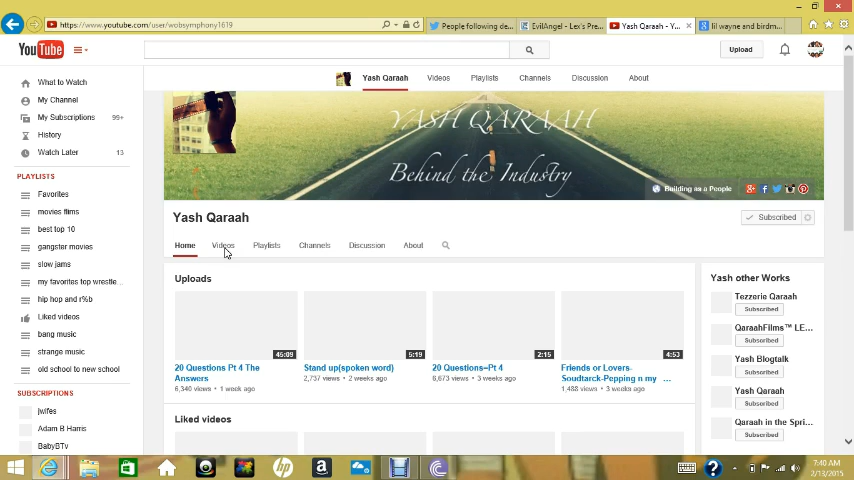 https://www.youtube.com/user/wobsymphony1619
People following de...
EvilAngel - Lex's Pre...
Yash Qaraah - Y...
lil wayne and birdm...
YouTube
Upload
Yash Qaraah
Videos
Playlists
Channels
Discussion
About
What to Watch
My Channel
My Subscriptions 99+
History
Watch Later 13
PLAYLISTS
Favorites
movies flims
best top 10
gangster movies
slow jams
my favorites top wrestle...
hip hop and r%b
Liked videos
bang music
strange music
old school to new school
SUBSCRIPTIONS
jwifes
Adam B Harris
BabyBTv
YASH QARAAH
Behind the Industry
Building as a People
Yash Qaraah
Subscribed
Home
Videos
Playlists
Channels
Discussion
About
Uploads
45:09
20 Questions Pt 4 The
Answers
6,340 views • 1 week ago
5:19
Stand up(spoken word)
2,737 views • 2 weeks ago
2:15
20 Questions~Pt 4
6,673 views • 3 weeks ago
4:53
Friends or Lovers-
Soudtarck-Pepping n my ...
1,488 views • 3 weeks ago
Liked videos
Yash other Works
Tezzerie Qaraah
Subscribed
QaraahFilms™ LE...
Subscribed
Yash Blogtalk
Subscribed
Yash Qaraah
Subscribed
Qaraah in the Spri...
Subscribed
7:40 AM
2/13/2015